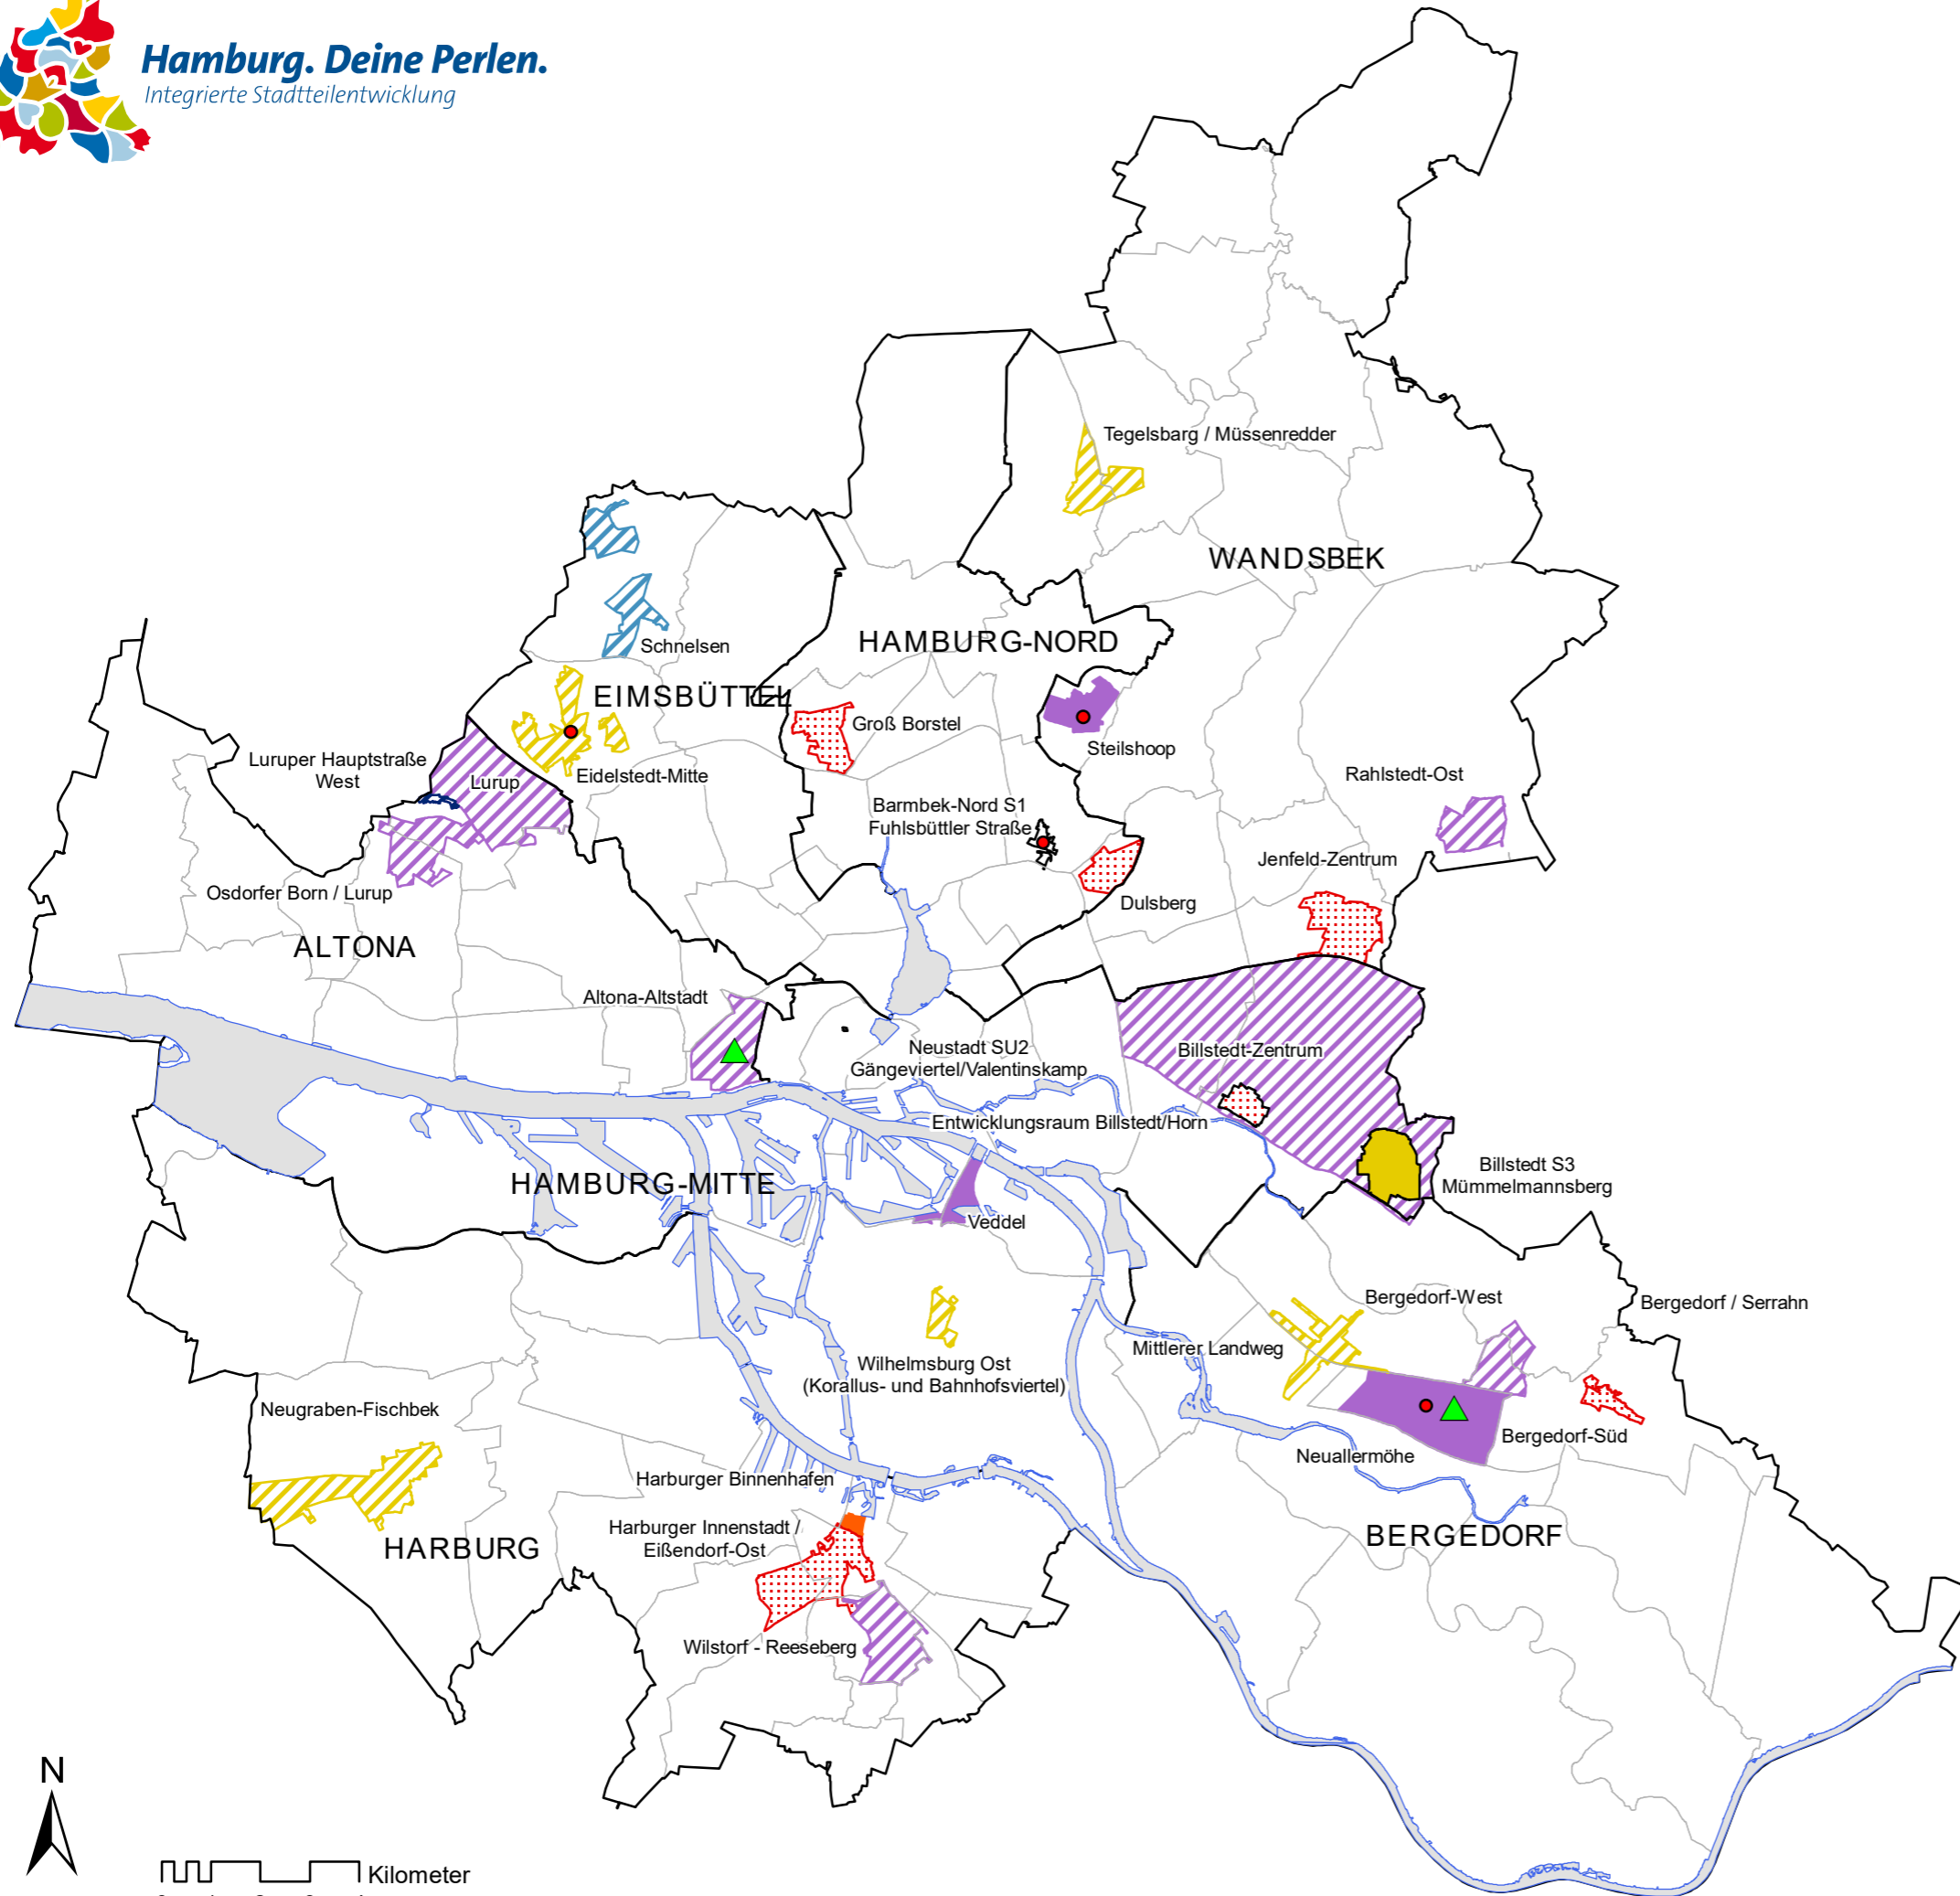 Hamburg. Deine Perlen.
Integrierte Stadtteilentwicklung
Tegelsbarg / Müssenredder
WANDSBEK
HAMBURG-NORD
Schnelsen
EIMSBÜTTEL
Groß Borstel
Steilshoop
Luruper Hauptstraße
West
Lurup
Eidelstedt-Mitte
Rahlstedt-Ost
Barmbek-Nord S1
Fuhlsbüttler Straße
Jenfeld-Zentrum
Osdorfer Born / Lurup
Dulsberg
ALTONA
Altona-Altstadt
Neustadt SU2
Gängeviertel/Valentinskamp
Billstedt-Zentrum
Entwicklungsraum Billstedt/Horn
HAMBURG-MITTE
Billstedt S3
Mümmelmannsberg
Veddel
Bergedorf-West
Bergedorf / Serrahn
Mittlerer Landweg
Wilhelmsburg Ost
(Korallus- und Bahnhofsviertel)
Neugraben-Fischbek
Bergedorf-Süd
Neuallermöhe
Harburger Binnenhafen
Harburger Innenstadt /
Eißendorf-Ost
HARBURG
BERGEDORF
Wilstorf - Reeseberg
N
Kilometer